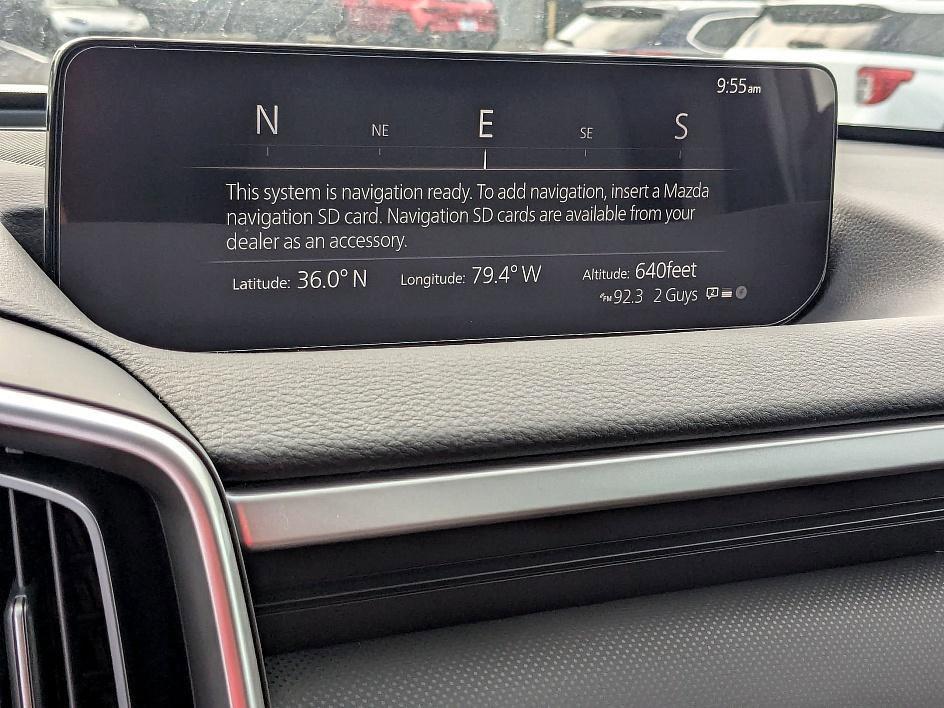 9:55am
N NE E SE S
This system is navigation ready. To add navigation, insert a Mazda
navigation SD card. Navigation SD cards are available from your
dealer as an accessory.
Latitude: 36.0° N Longitude: 79.4° W Altitude: 640feet
FM 92.3 2 Guys